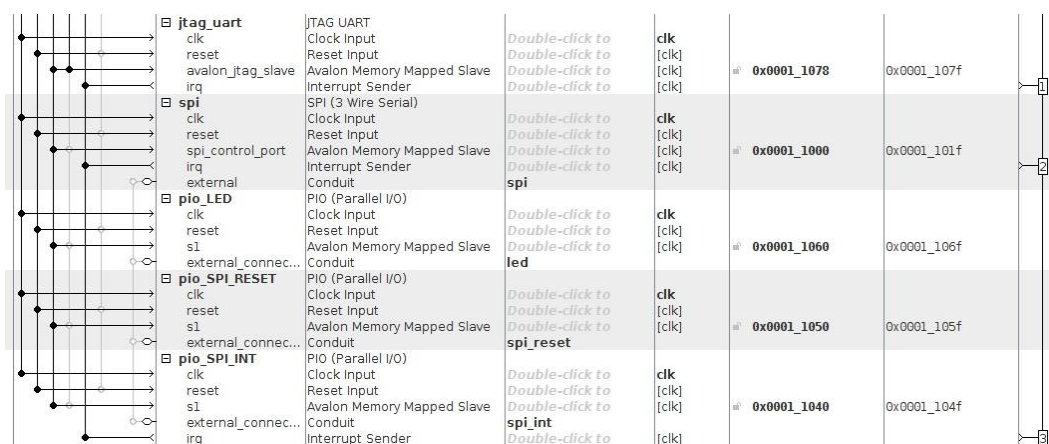 jtag_uart JTAG UART
clk Clock Input Double-click to clk
reset Reset Input Double-click to [clk]
avalon_jtag_slave Avalon Memory Mapped Slave Double-click to [clk] 0x0001_1078 0x0001_107f
irq Interrupt Sender Double-click to [clk] 1
spi SPI (3 Wire Serial)
clk Clock Input Double-click to clk
reset Reset Input Double-click to [clk]
spi_control_port Avalon Memory Mapped Slave Double-click to [clk] 0x0001_1000 0x0001_101f
irq Interrupt Sender Double-click to [clk] 2
external Conduit spi
pio_LED PIO (Parallel I/O)
clk Clock Input Double-click to clk
reset Reset Input Double-click to [clk]
s1 Avalon Memory Mapped Slave Double-click to [clk] 0x0001_1060 0x0001_106f
external_connec... Conduit led
pio_SPI_RESET PIO (Parallel I/O)
clk Clock Input Double-click to clk
reset Reset Input Double-click to [clk]
s1 Avalon Memory Mapped Slave Double-click to [clk] 0x0001_1050 0x0001_105f
external_connec... Conduit spi_reset
pio_SPI_INT PIO (Parallel I/O)
clk Clock Input Double-click to clk
reset Reset Input Double-click to [clk]
s1 Avalon Memory Mapped Slave Double-click to [clk] 0x0001_1040 0x0001_104f
external_connec... Conduit spi_int
irq Interrupt Sender Double-click to [clk] 3